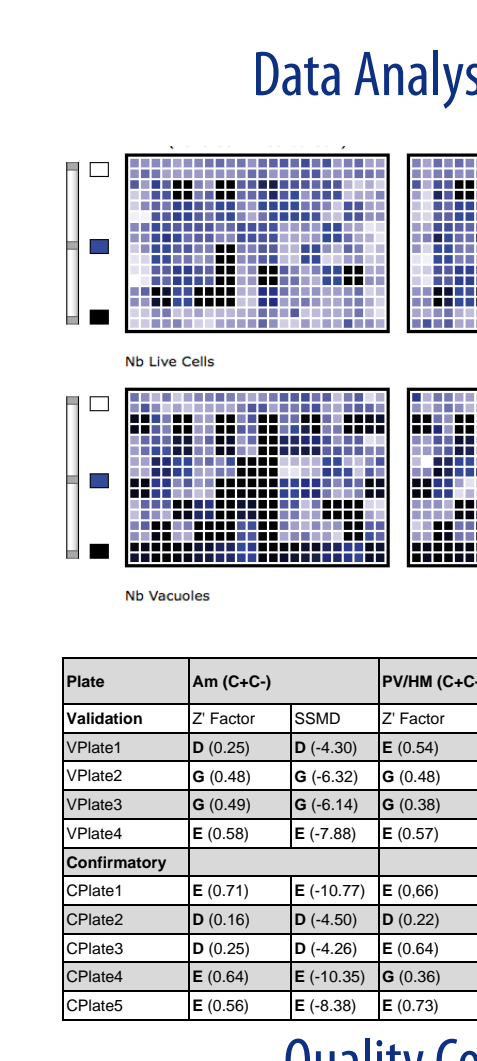 Data Analys
Nb Live Cells
Nb Vacuoles
Plate Am (C+C-) PV/HM (C+C-
Validation Z' Factor SSMD Z' Factor
VPlate1 D (0.25) D (-4.30) E (0.54)
VPlate2 G (0.48) G (-6.32) G (0.48)
VPlate3 G (0.49) G (-6.14) G (0.38)
VPlate4 E (0.58) E (-7.88) E (0.57)
Confirmatory
CPlate1 E (0.71) E (-10.77) E (0,66)
CPlate2 D (0.16) D (-4.50) D (0.22)
CPlate3 D (0.25) D (-4.26) E (0.64)
CPlate4 E (0.64) E (-10.35) G (0.36)
CPlate5 E (0.56) E (-8.38) E (0.73)
Quality Co